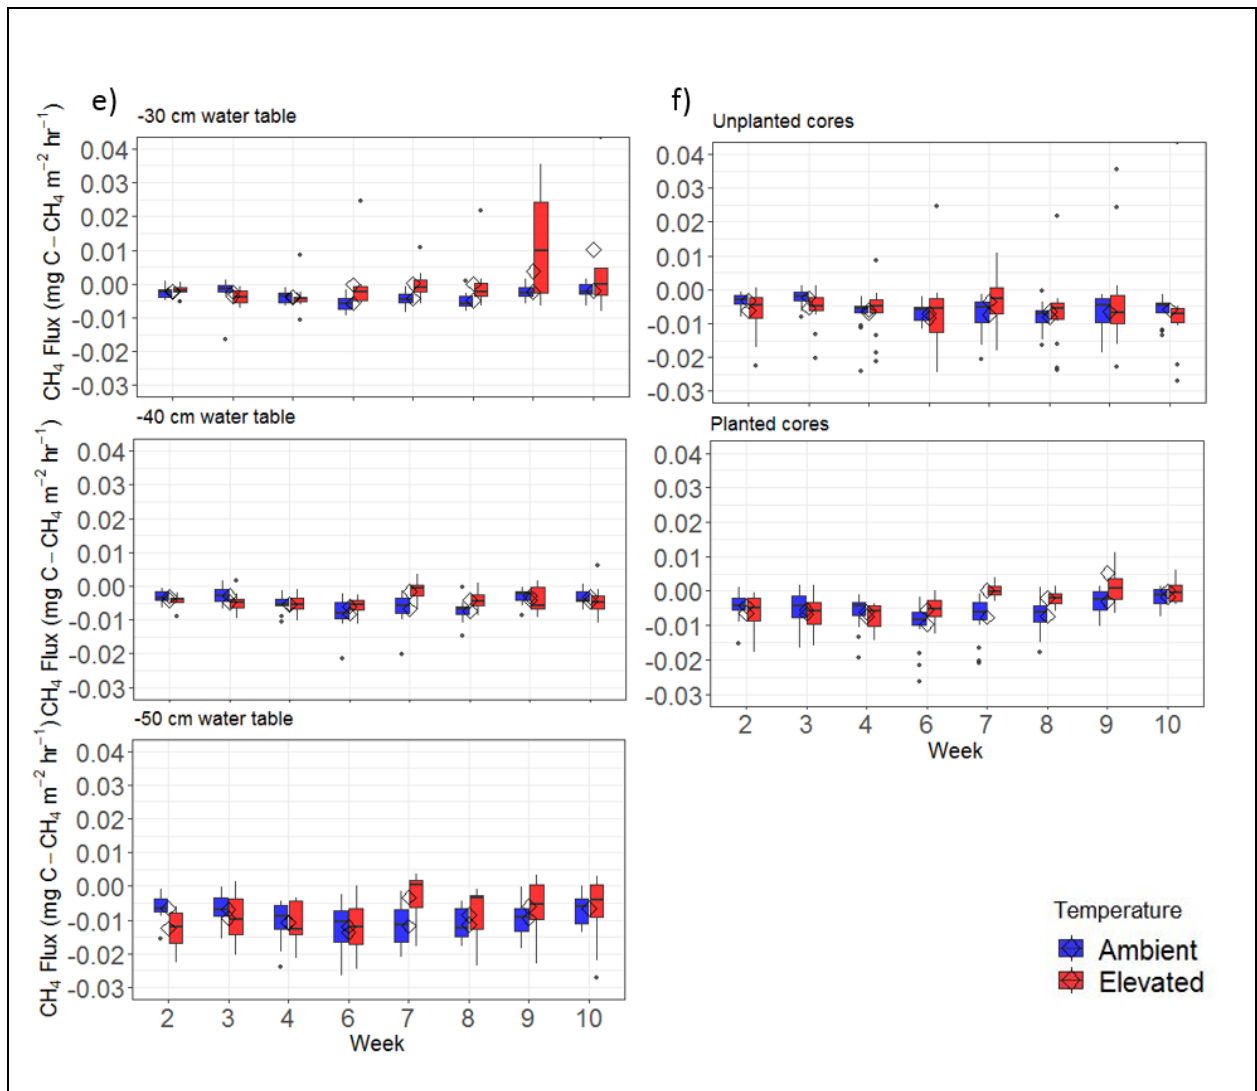 e)
-30 cm water table
CH₄ Flux (mg C−CH₄ m⁻² hr⁻¹)
0.04
0.03
0.02
0.01
0.00
-0.01
-0.02
-0.03
-40 cm water table
CH₄ Flux (mg C−CH₄ m⁻² hr⁻¹)
0.04
0.03
0.02
0.01
0.00
-0.01
-0.02
-0.03
-50 cm water table
CH₄ Flux (mg C−CH₄ m⁻² hr⁻¹)
0.04
0.03
0.02
0.01
0.00
-0.01
-0.02
-0.03
2 3 4 6 7 8 9 10
Week
f)
Unplanted cores
0.04
0.03
0.02
0.01
0.00
-0.01
-0.02
-0.03
Planted cores
0.04
0.03
0.02
0.01
0.00
-0.01
-0.02
-0.03
2 3 4 6 7 8 9 10
Week
Temperature
Ambient
Elevated